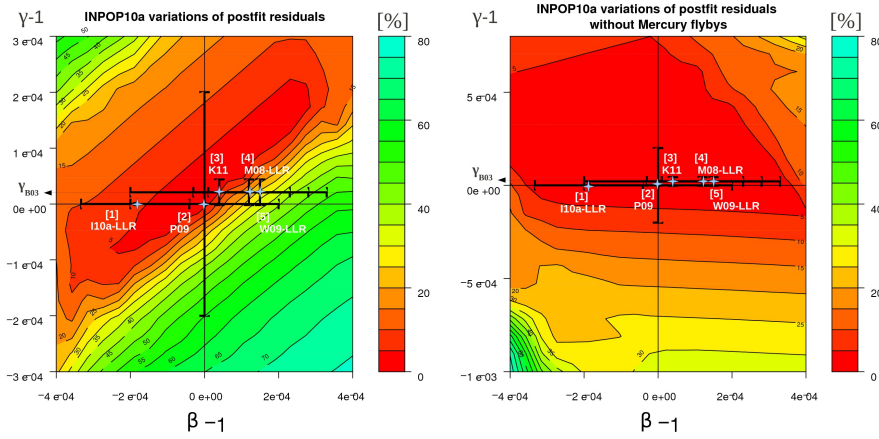 INPOP10a variations of postfit residuals
γ-1
[%]
3 e−04
2 e−04
1 e−04
γB03
0e +00
−1 e−04
−2 e−04
−3 e−04
−4 e−04
−2 e−04
0 e+00
2 e−04
4 e−04
β −1
80
60
40
20
0
[3]
K11
[4]
M08-LLR
[1]
I10a-LLR
[2]
P09
[5]
W09-LLR
INPOP10a variations of postfit residuals
without Mercury flybys
γ-1
[%]
5 e−04
γB03
0e +00
−5 e−04
−1 e−03
−4 e−04
−2 e−04
0 e+00
2 e−04
4 e−04
β −1
80
60
40
20
0
[3]
K11
[4]
M08-LLR
[1]
I10a-LLR
[2]
P09
[5]
W09-LLR